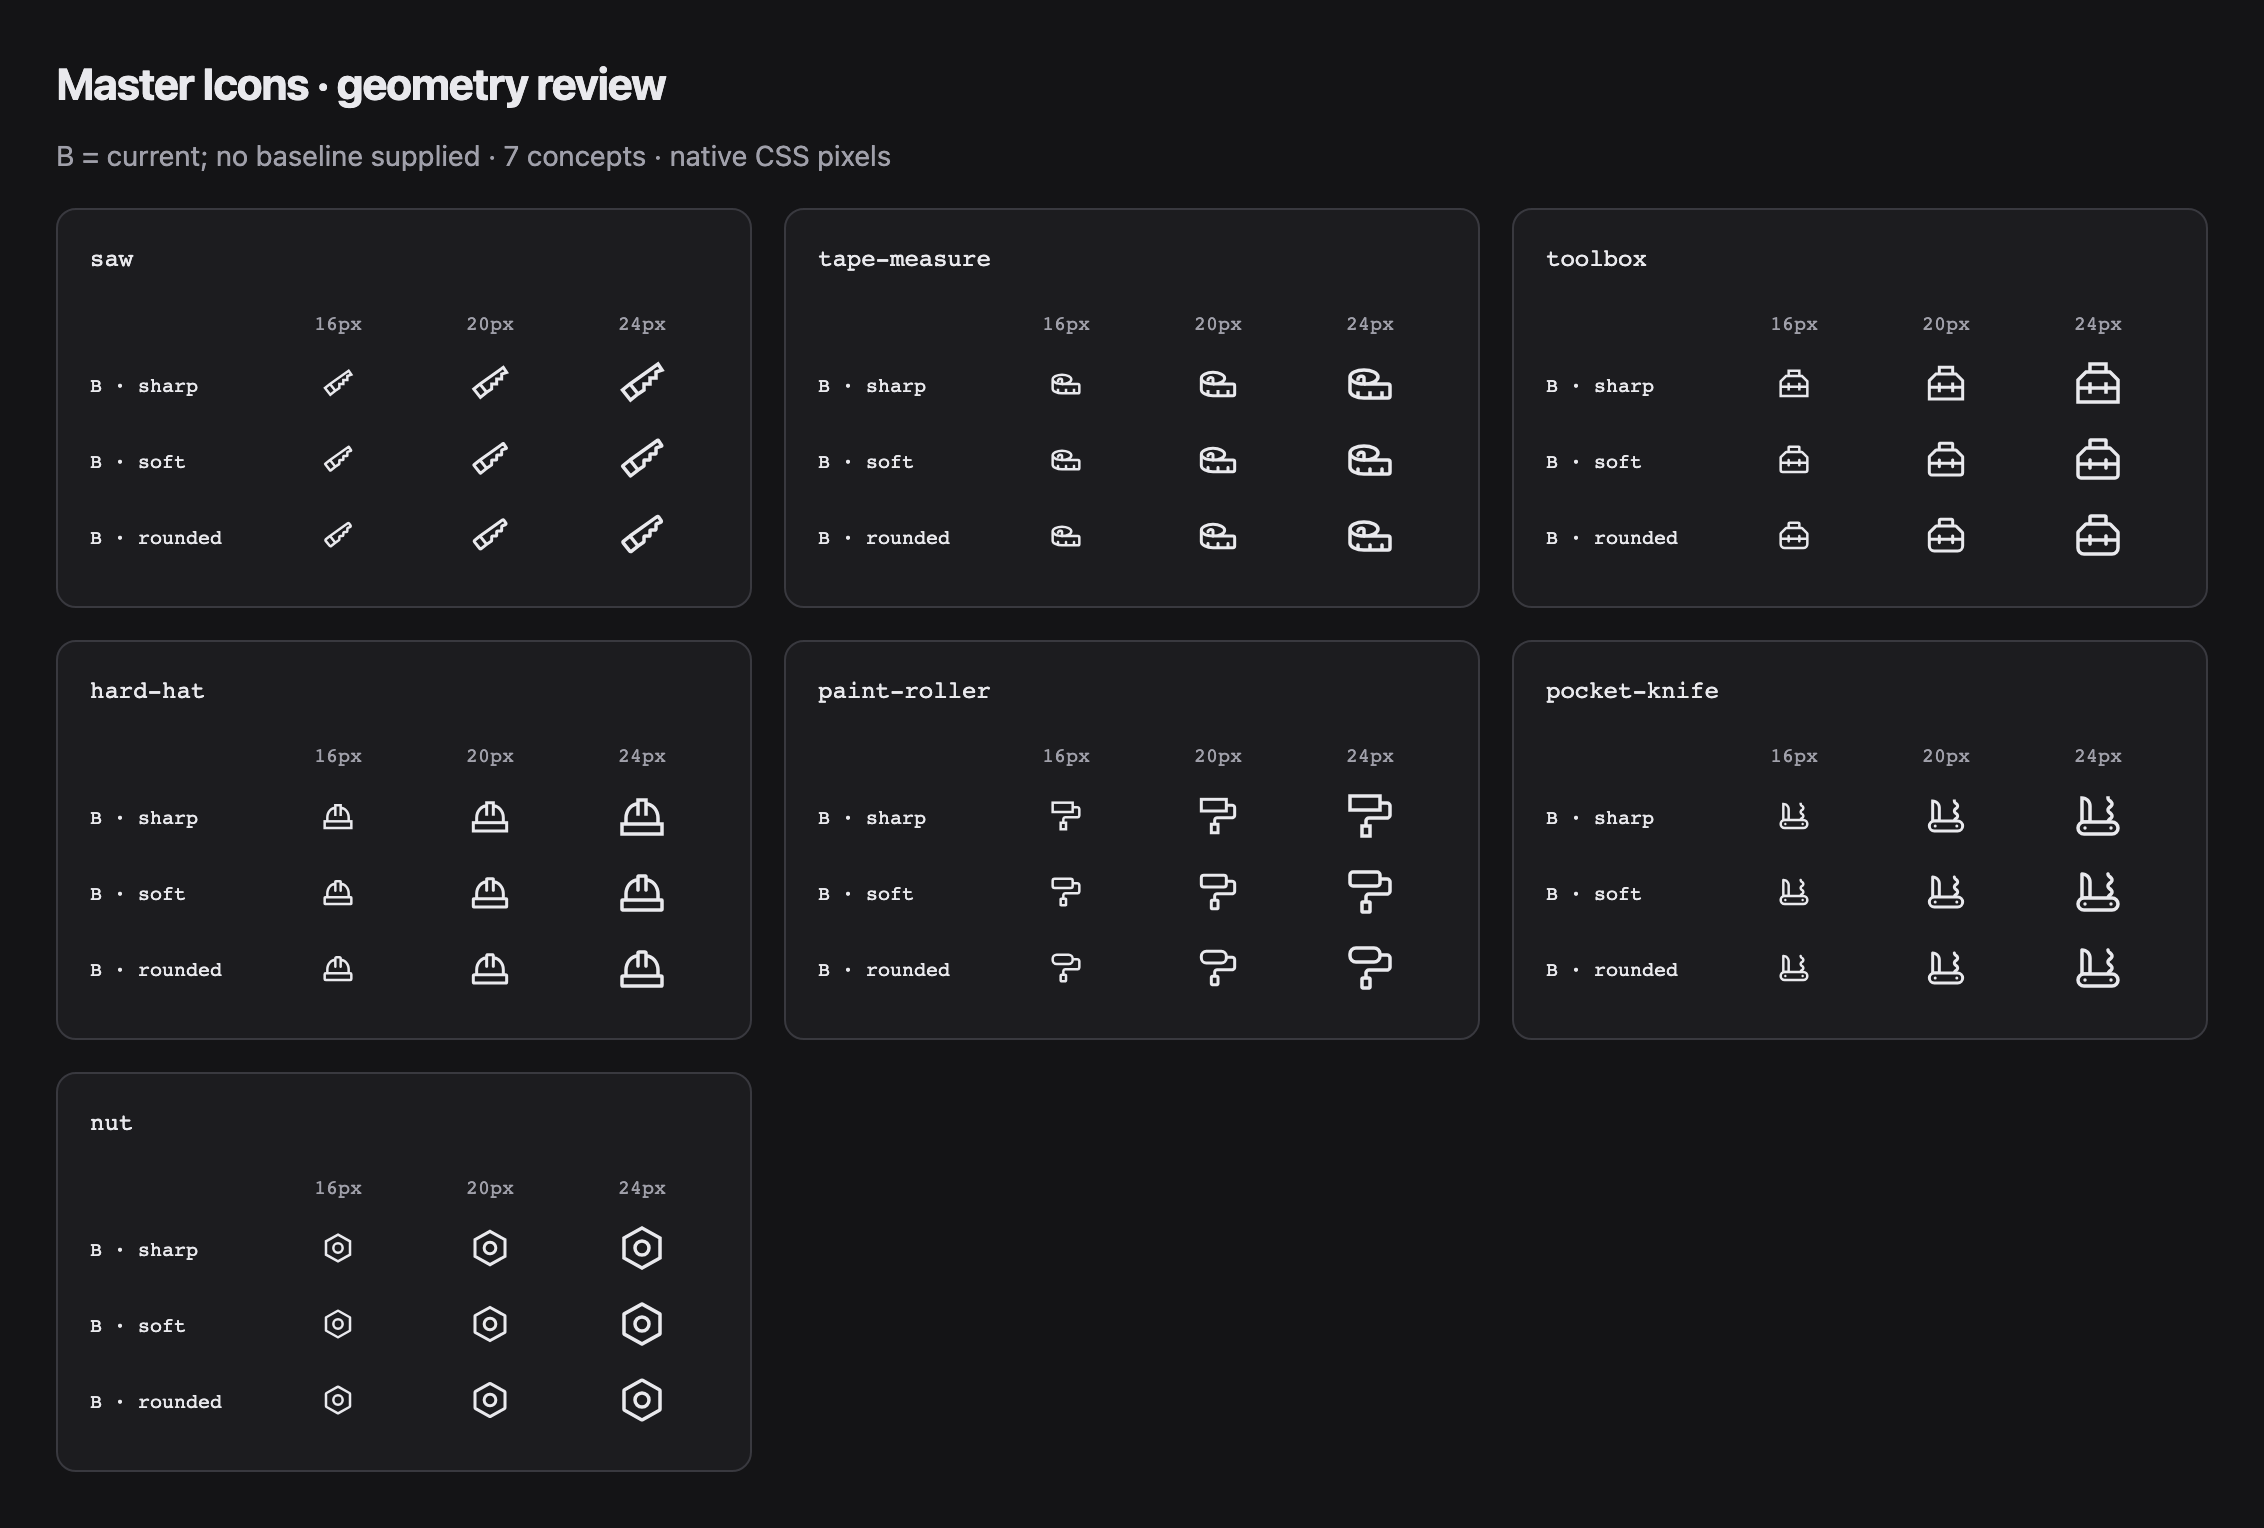 Master Icons · geometry review
B = current; no baseline supplied · 7 concepts · native CSS pixels
saw
16px 20px 24px
B · sharp
B · soft
B · rounded
tape-measure
16px 20px 24px
B · sharp
B · soft
B · rounded
toolbox
16px 20px 24px
B · sharp
B · soft
B · rounded
hard-hat
16px 20px 24px
B · sharp
B · soft
B · rounded
paint-roller
16px 20px 24px
B · sharp
B · soft
B · rounded
pocket-knife
16px 20px 24px
B · sharp
B · soft
B · rounded
nut
16px 20px 24px
B · sharp
B · soft
B · rounded